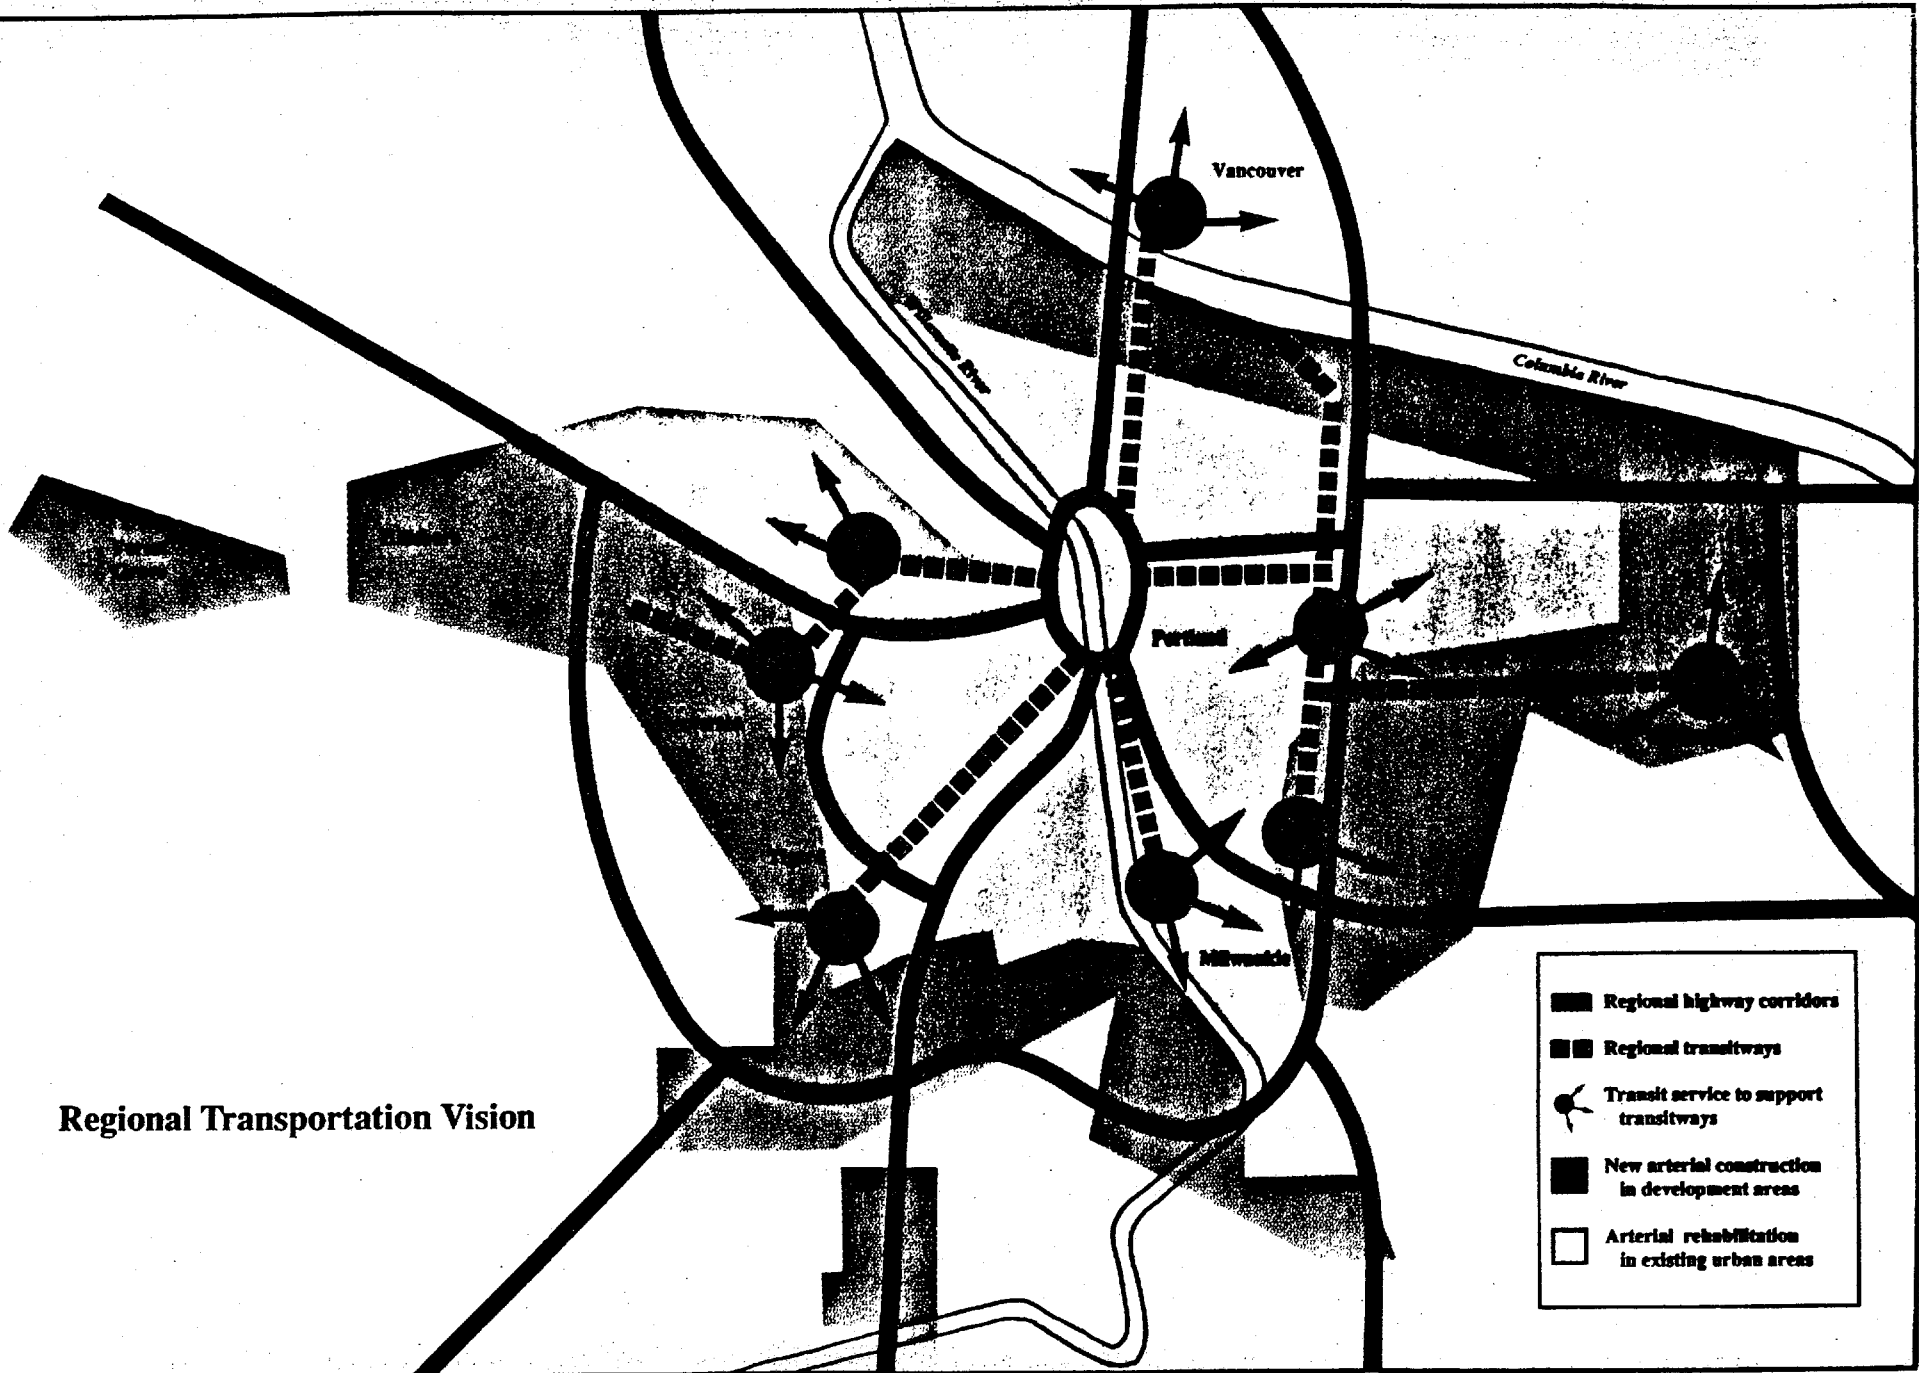 Vancouver
Columbia River
Willamette River
Portland
Milwaukie
Regional Transportation Vision
Regional highway corridors
Regional transitways
Transit service to support
transitways
New arterial construction
in development areas
Arterial rehabilitation
in existing urban areas